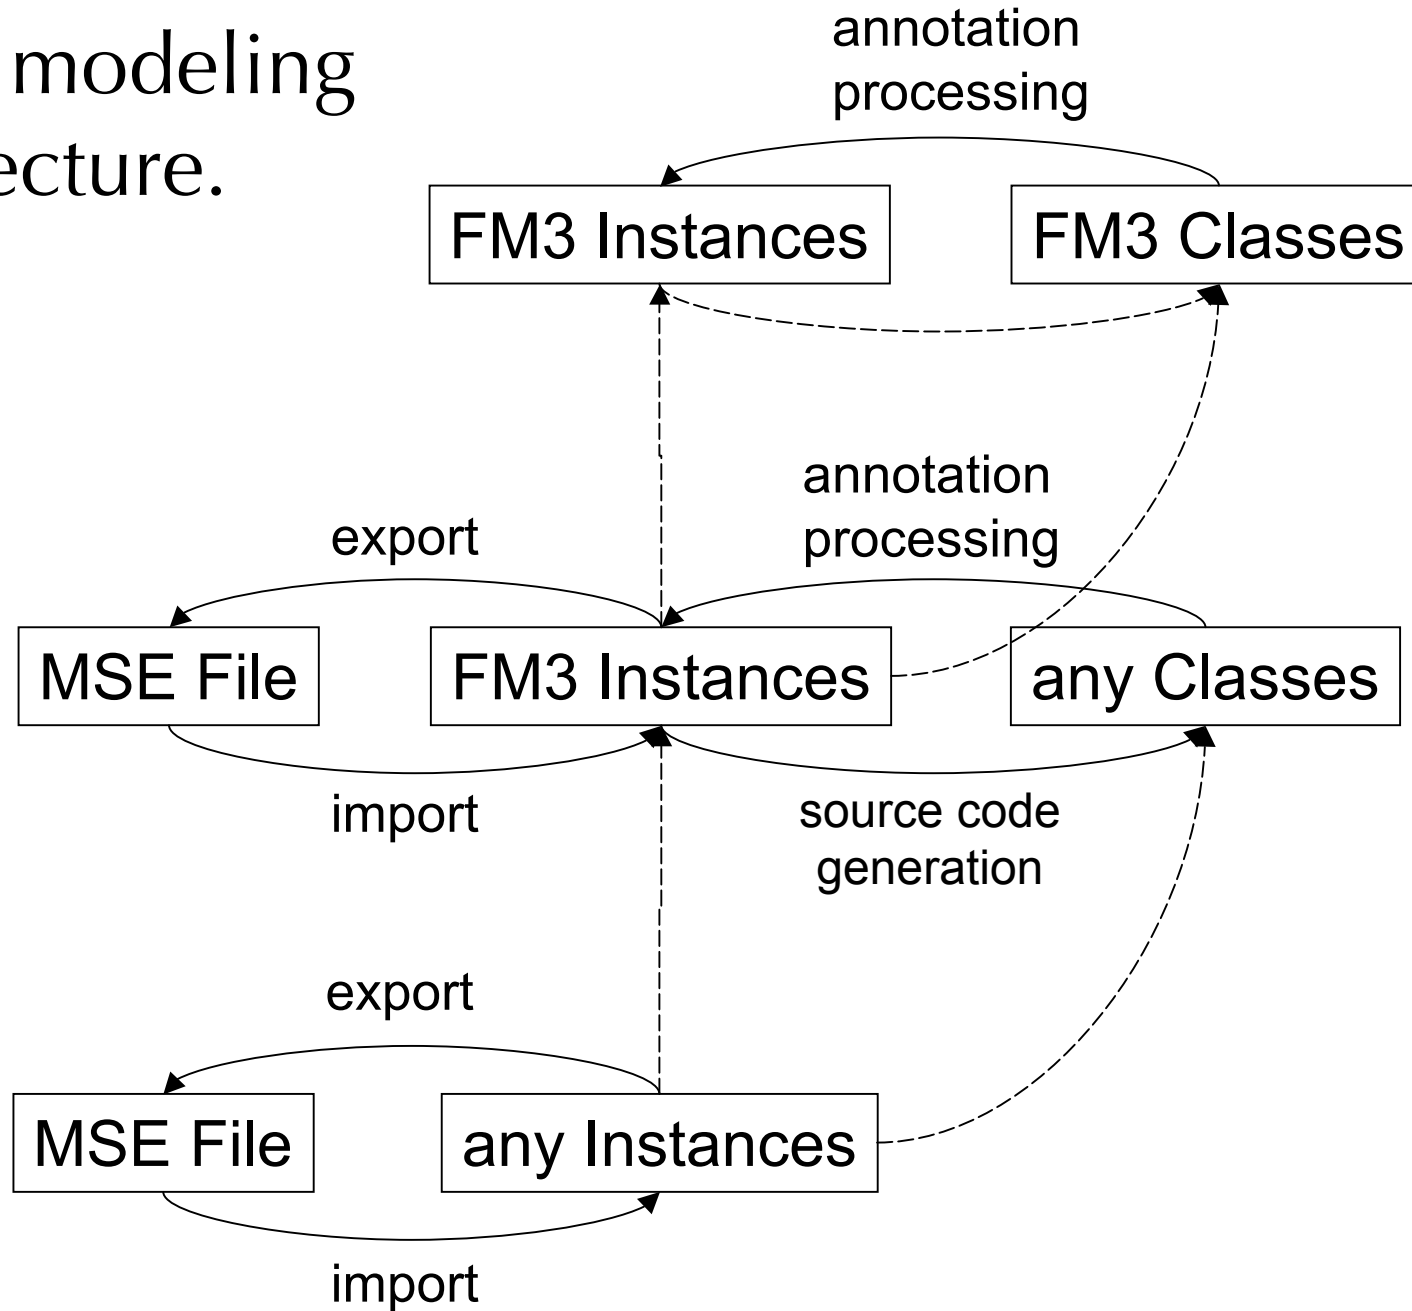 modeling
ecture.
annotation
processing
FM3 Instances
FM3 Classes
annotation
processing
export
MSE File
FM3 Instances
any Classes
import
source code
generation
export
MSE File
any Instances
import